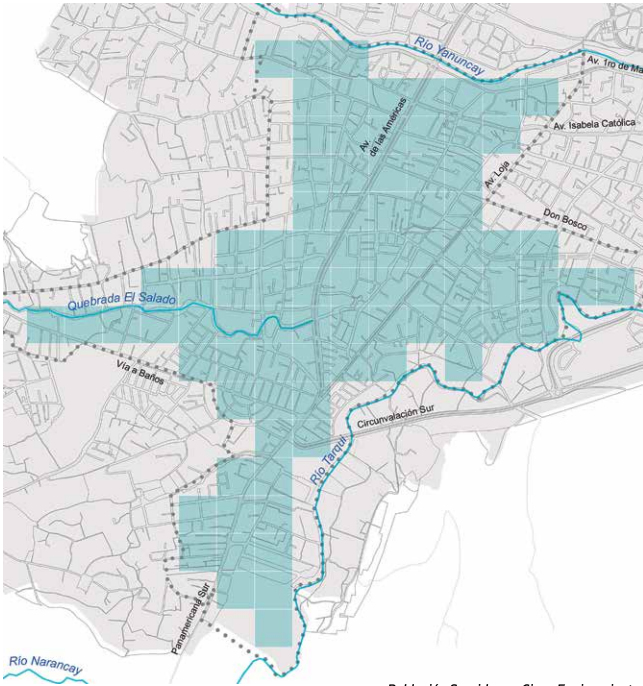 Río Yanuncay
Av. 1ro de Ma
Av.
de las Américas
Av. Isabela Católica
Av. Loja
Don Bosco
Quebrada El Salado
Vía a Baños
Circunvalación Sur
Río Tarqui
Panamericana Sur
Río Narancay